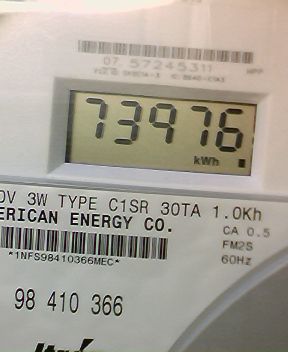 07 57245311
73976
kWh
0V 3W TYPE C1SR 30TA 1.0Kh
ERICAN ENERGY CO.
CA 0.5
FM2S
*1NFS98410366MEC*
60Hz
98 410 366